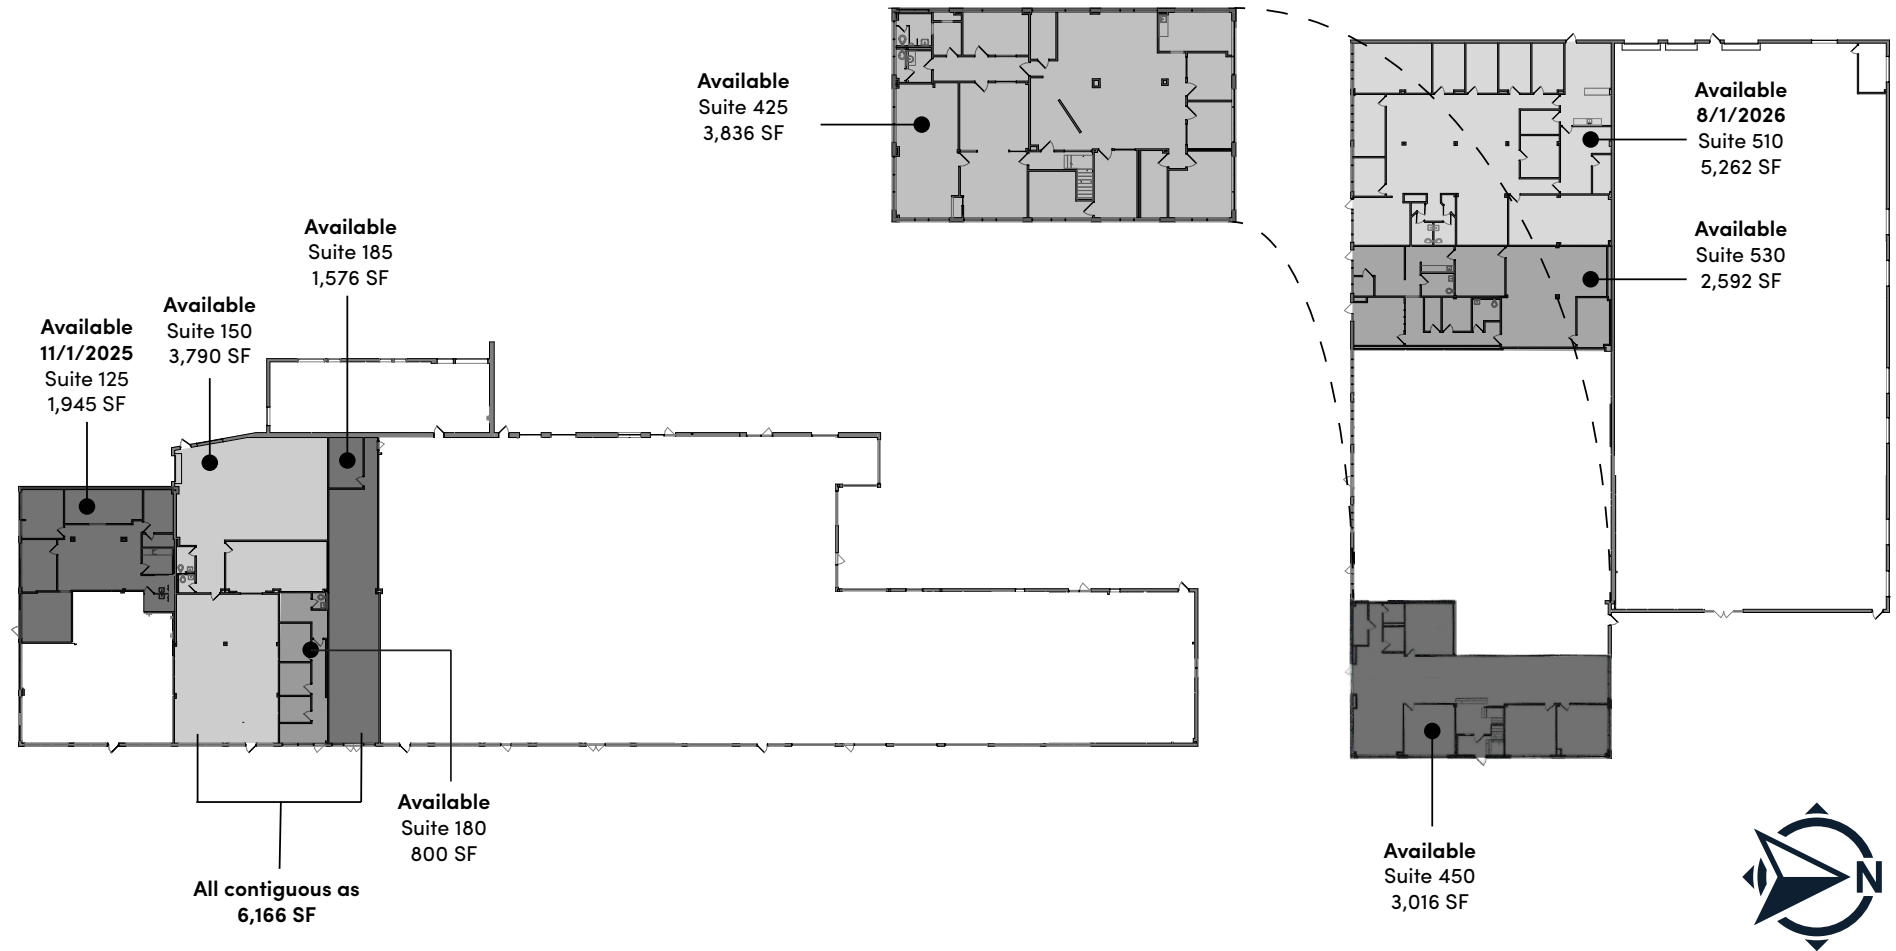 Available
Suite 425
3,836 SF
Available
8/1/2026
Suite 510
5,262 SF
Available
Suite 530
2,592 SF
Available
Suite 185
1,576 SF
Available
Suite 150
3,790 SF
Available
11/1/2025
Suite 125
1,945 SF
Available
Suite 180
800 SF
All contiguous as
6,166 SF
Available
Suite 450
3,016 SF
N